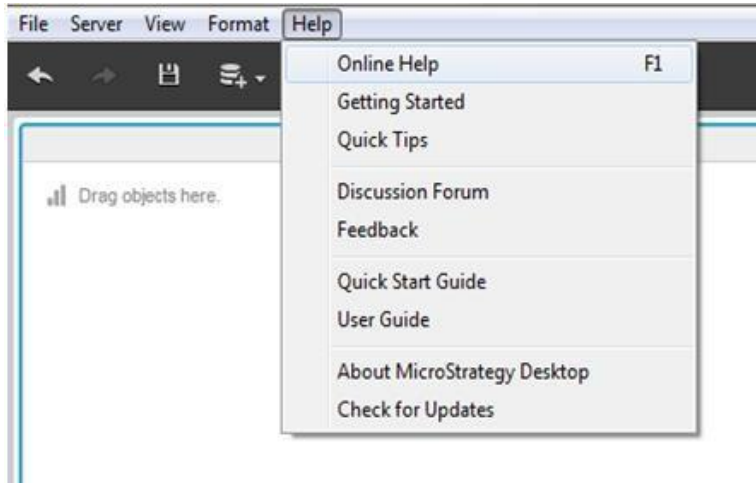 File Server View Format Help
Online Help F1
Getting Started
Quick Tips
Drag objects here.
Discussion Forum
Feedback
Quick Start Guide
User Guide
About MicroStrategy Desktop
Check for Updates